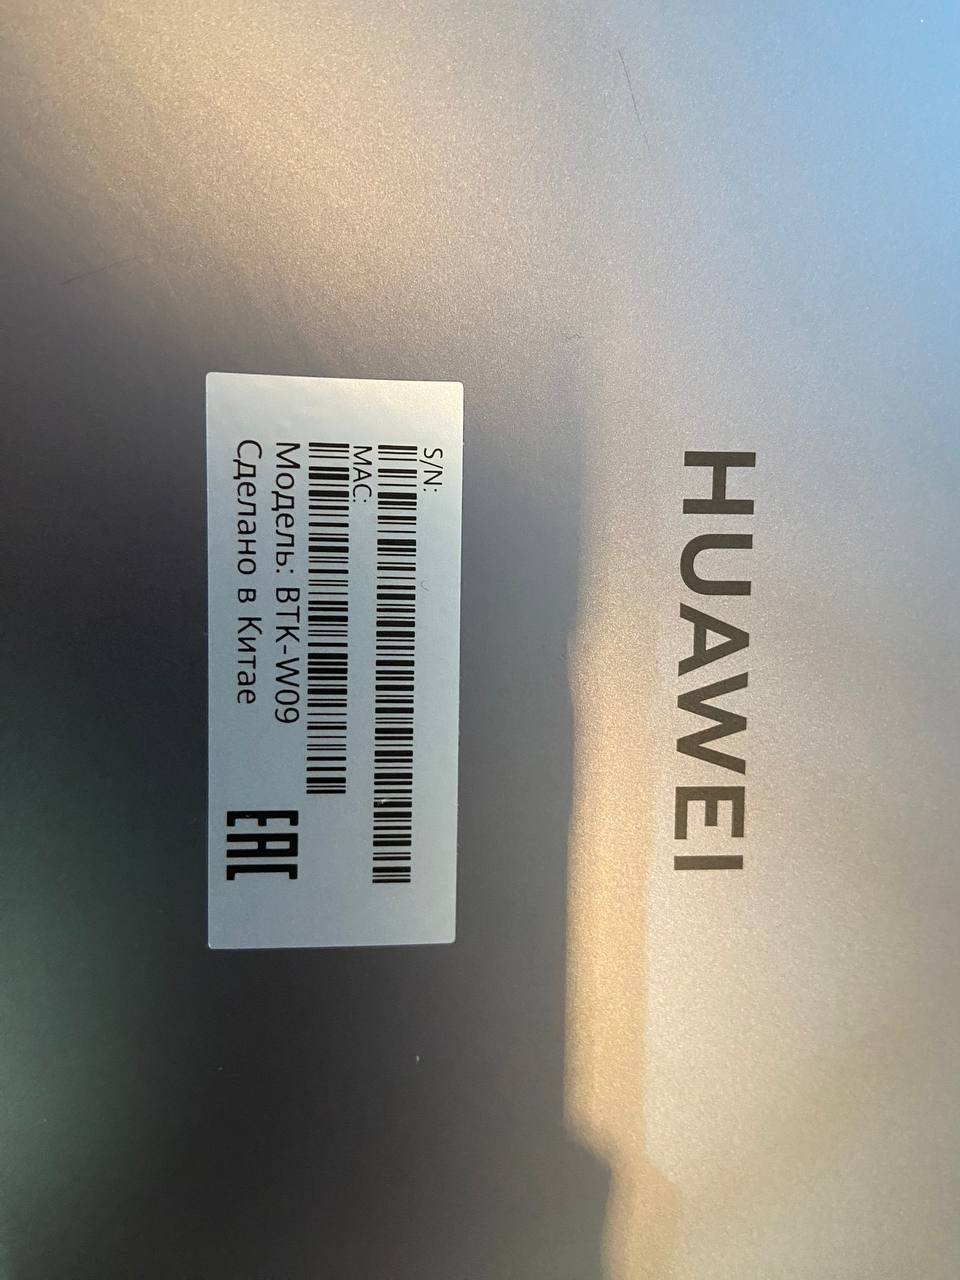 HUAWEI
S/N:
MAC:
Модель: BTK-W09
Сделано в Китае
EAC